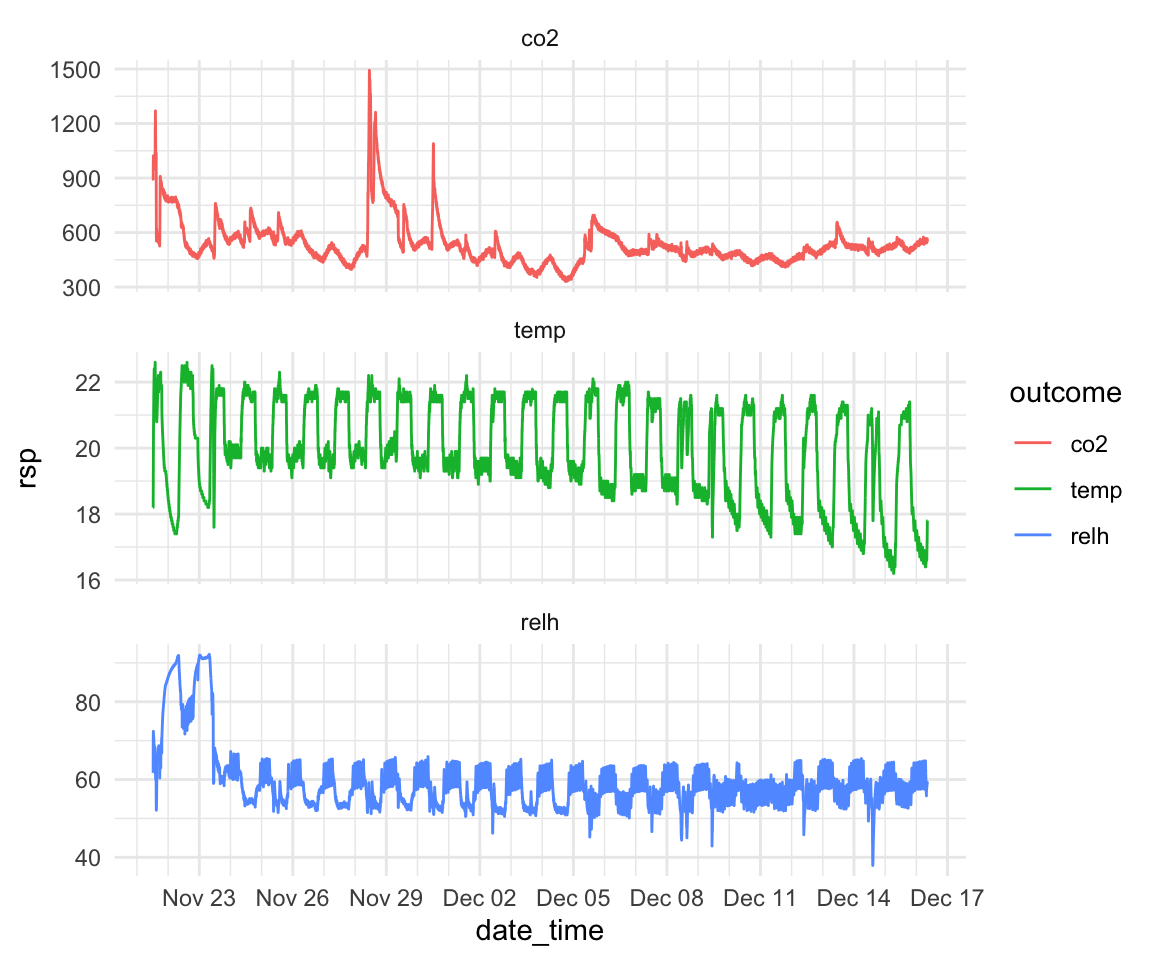 co2
1500
1200
900
600
300
temp
22
20
18
16
relh
80
60
40
Nov 23 Nov 26 Nov 29 Dec 02 Dec 05 Dec 08 Dec 11 Dec 14 Dec 17
date_time
rsp
outcome
co2
temp
relh